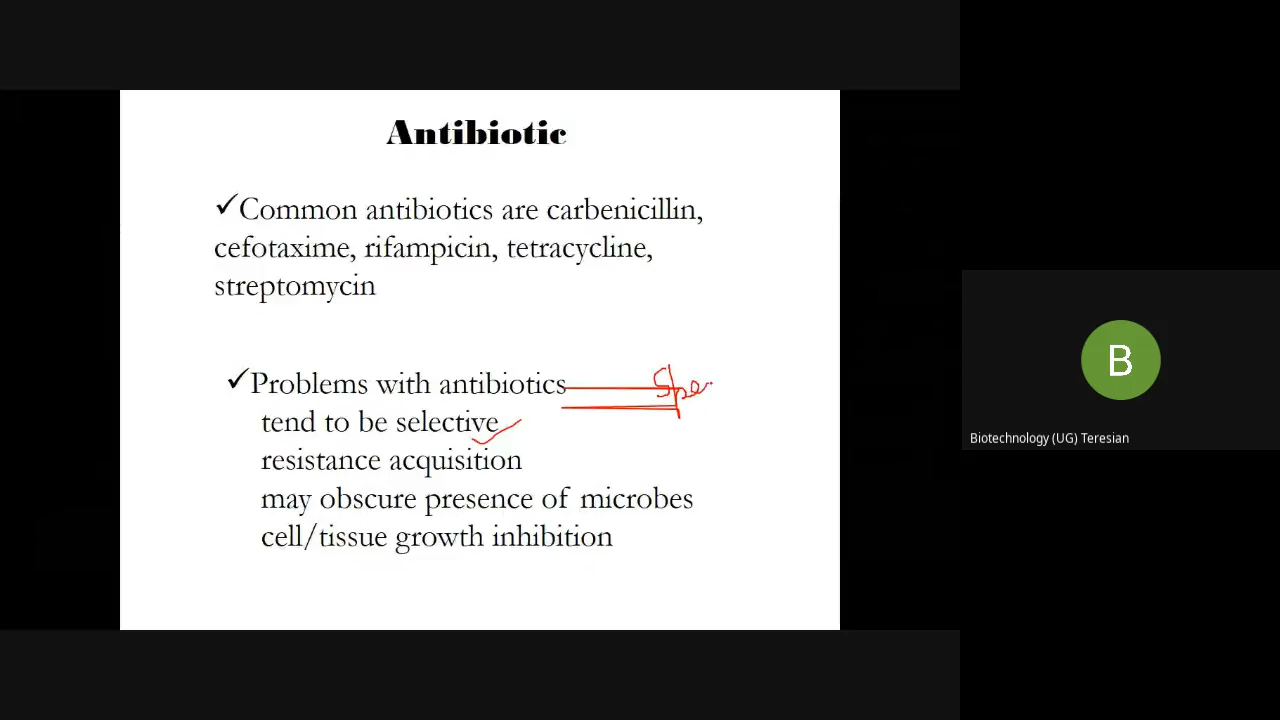 Antibiotic
✓Common antibiotics are carbenicillin,
cefotaxime, rifampicin, tetracycline,
streptomycin
✓Problems with antibiotics
Spe
tend to be selective
resistance acquisition
may obscure presence of microbes
cell/tissue growth inhibition
B
Biotechnology (UG) Teresian